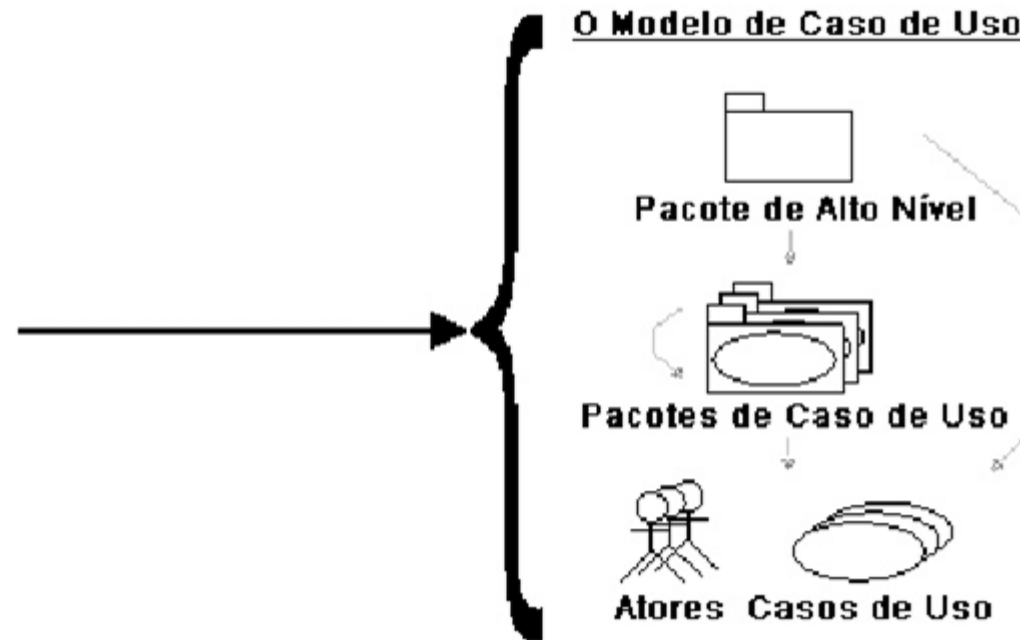 O Modelo de Caso de Uso
Pacote de Alto Nível
Pacotes de Caso de Uso
Atores Casos de Uso